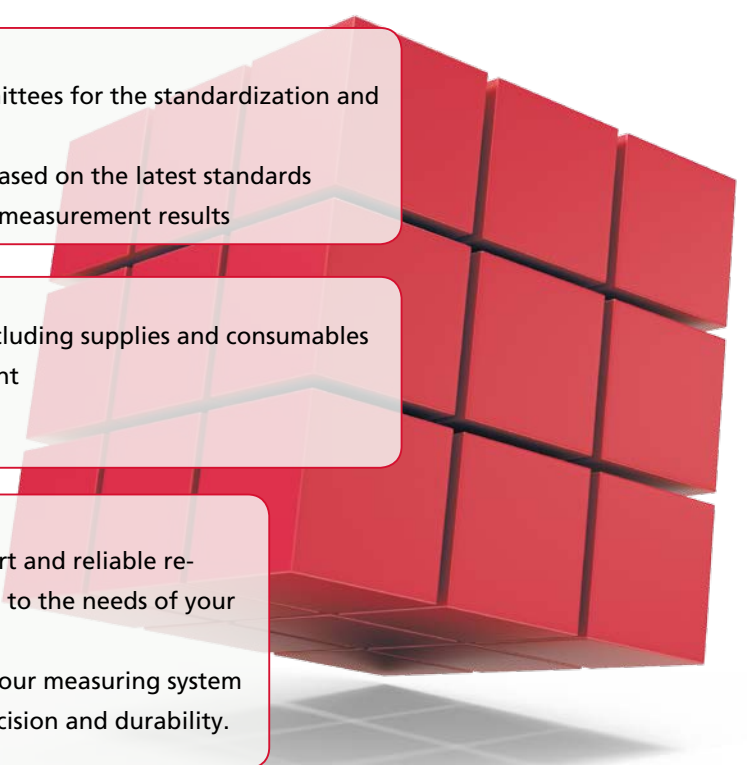 ittees for the standardization and
ased on the latest standards
measurement results
cluding supplies and consumables
nt
rt and reliable re-
to the needs of your
our measuring system
cision and durability.